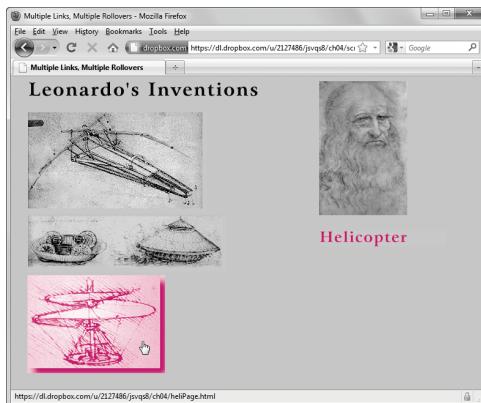 Multiple Links, Multiple Rollovers - Mozilla Firefox
File Edit View History Bookmarks Tools Help
dropbox.com https://dl.dropbox.com/u/2127486/jsvqs8/ch04/scr Google
Multiple Links, Multiple Rollovers
Leonardo's Inventions
Helicopter
https://dl.dropbox.com/u/2127486/jsvqs8/ch04/heliPage.html